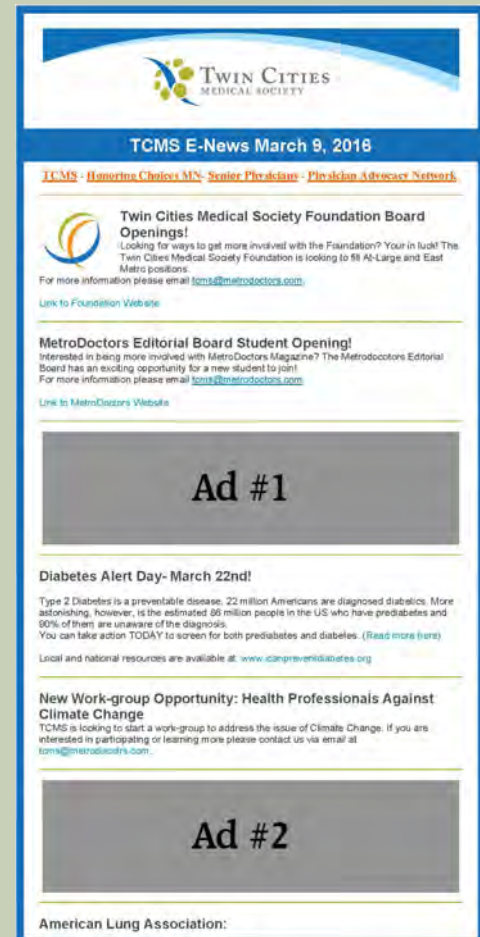 TWIN CITIES
MEDICAL SOCIETY
TCMS E-News March 9, 2016
TCMS - Honoring Choices MN- Senior Physicians - Physician Advocacy Network
Twin Cities Medical Society Foundation Board
Openings!
Looking for ways to get more involved with the Foundation? Your in luck! The
Twin Cities Medical Society Foundation is looking to fill At-Large and East
Metro positions.
For more information please email tcms@metrodoctors.com.
Link to Foundation Website
MetroDoctors Editorial Board Student Opening!
Interested in being more involved with MetroDoctors Magazine? The Metrodocotors Editorial
Board has an exciting opportunity for a new student to join!
For more information please email tcms@metrodoctors.com
Link to MetroDoctors Website
Ad #1
Diabetes Alert Day- March 22nd!
Type 2 Diabetes is a preventable disease. 22 million Americans are diagnosed diabetics. More
astonishing, however, is the estimated 86 million people in the US who have prediabetes and
90% of them are unaware of the diagnosis.
You can take action TODAY to screen for both prediabetes and diabetes. (Read more here)
Local and national resources are available at: www.icanpreventdiabetes.org
New Work-group Opportunity: Health Professionals Against
Climate Change
TCMS is looking to start a work-group to address the issue of Climate Change. If you are
interested in participating or learning more please contact us via email at
Ad #2
American Lung Association: